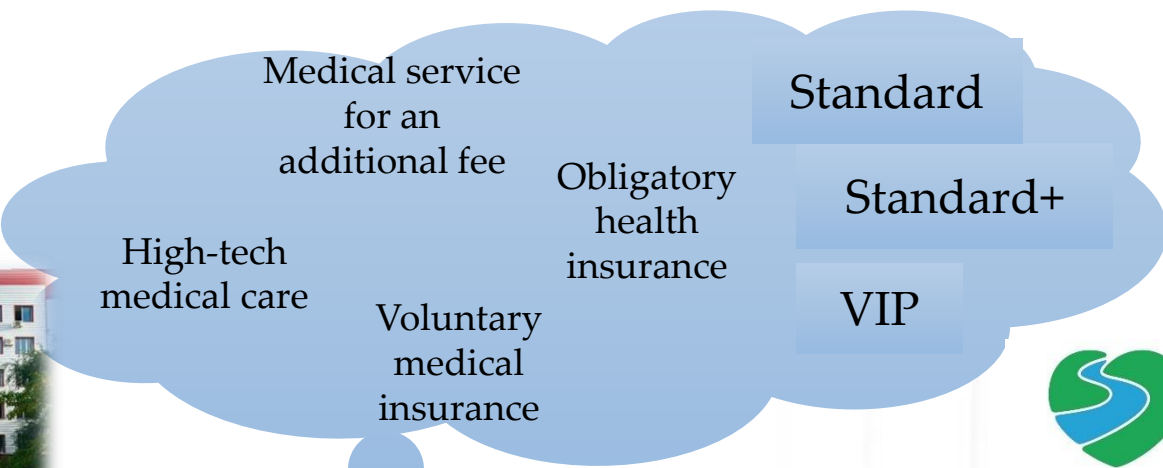 Medical service
for an
additional fee
Standard
Obligatory
health
insurance
Standard+
High-tech
medical care
VIP
Voluntary
medical
insurance